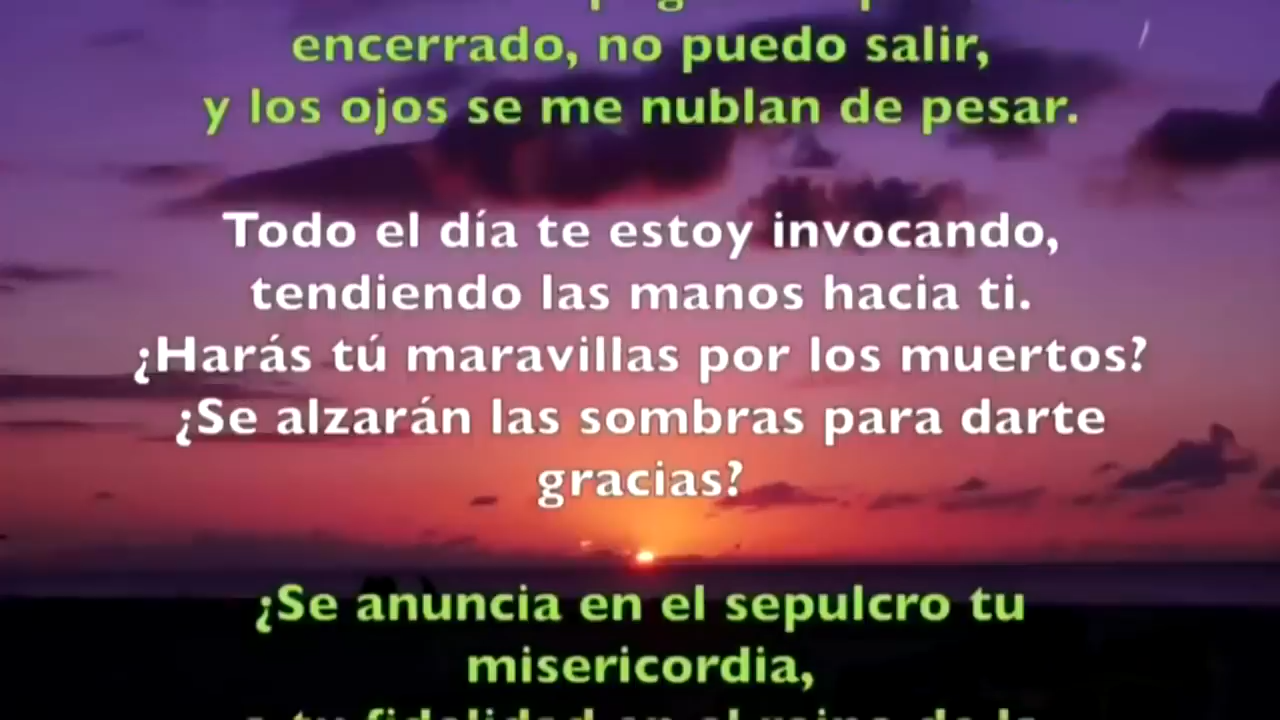 encerrado, no puedo salir,
y los ojos se me nublan de pesar.
Todo el día te estoy invocando,
tendiendo las manos hacia ti.
¿Harás tú maravillas por los muertos?
¿Se alzarán las sombras para darte
gracias?
¿Se anuncia en el sepulcro tu
misericordia,